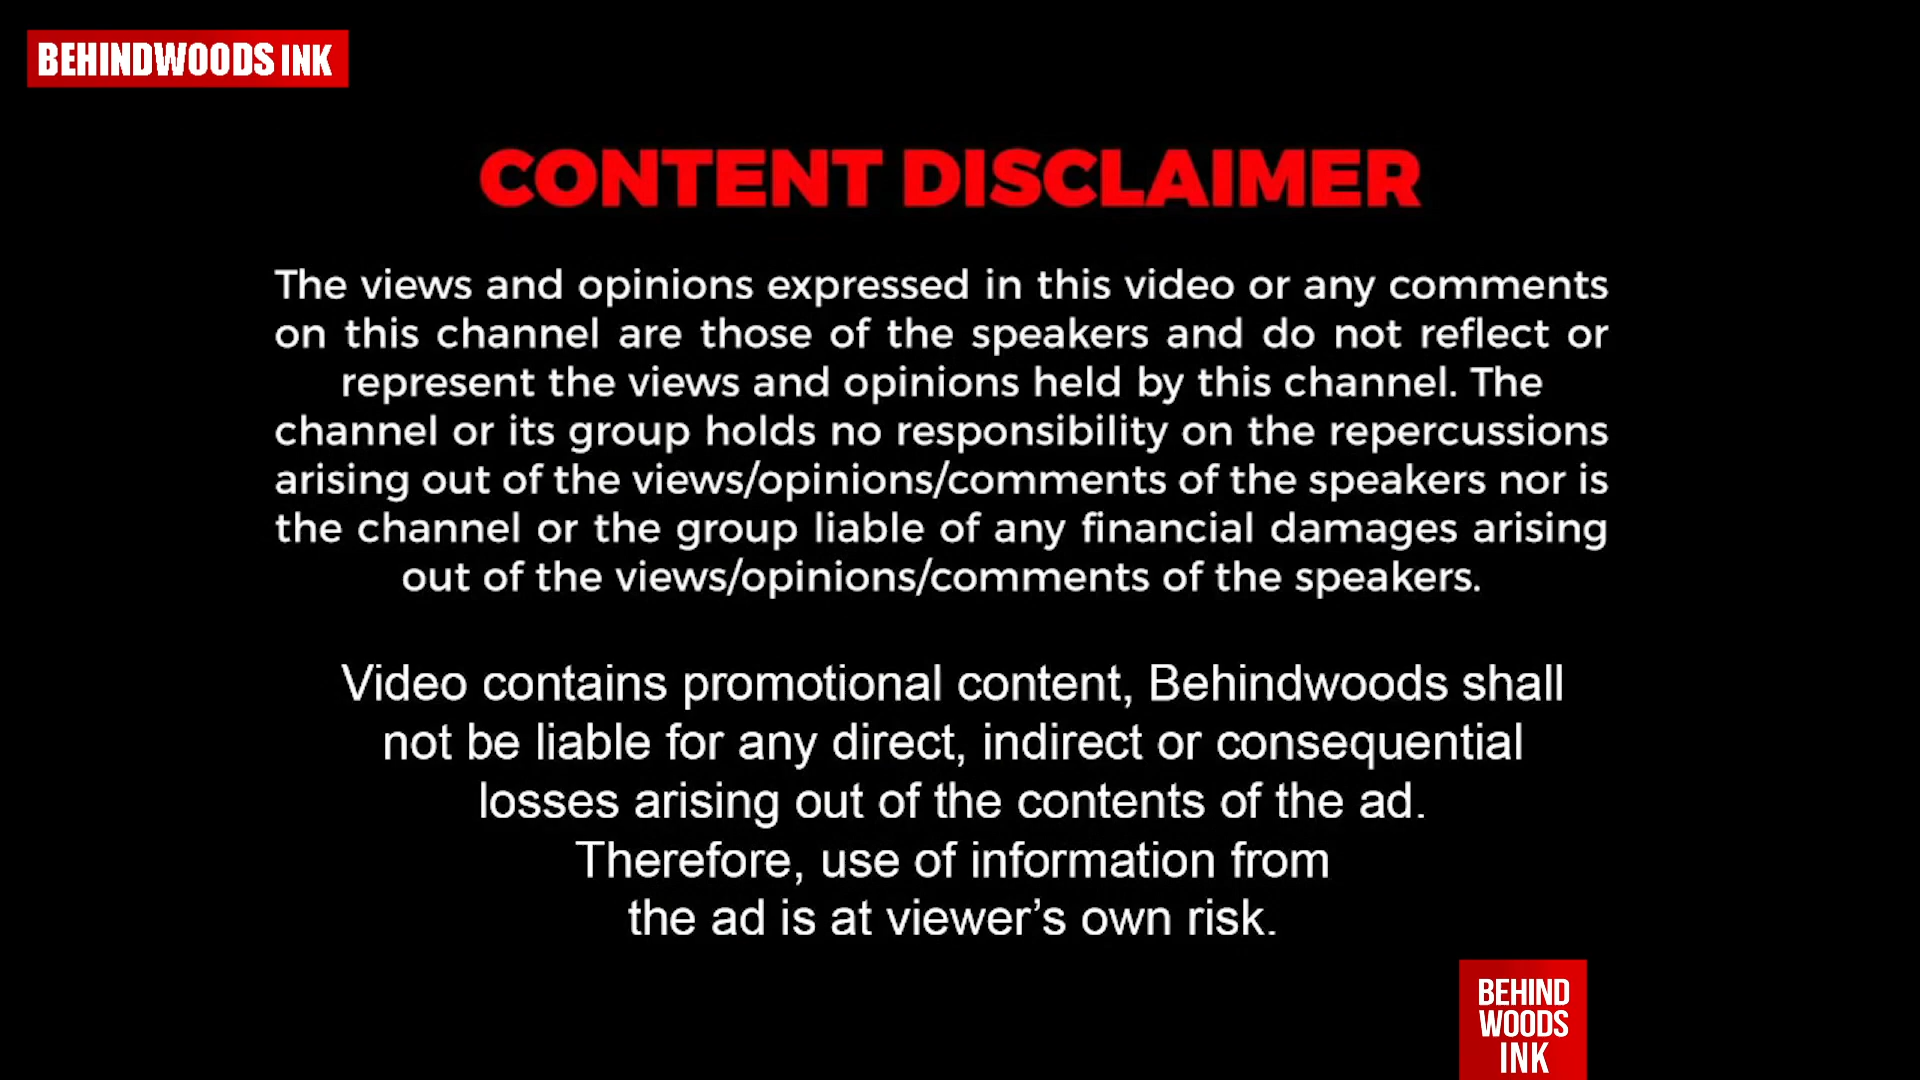 BEHINDWOODS INK
CONTENT DISCLAIMER
The views and opinions expressed in this video or any comments
on this channel are those of the speakers and do not reflect or
represent the views and opinions held by this channel. The
channel or its group holds no responsibility on the repercussions
arising out of the views/opinions/comments of the speakers nor is
the channel or the group liable of any financial damages arising
out of the views/opinions/comments of the speakers.
Video contains promotional content, Behindwoods shall
not be liable for any direct, indirect or consequential
losses arising out of the contents of the ad.
Therefore, use of information from
the ad is at viewer’s own risk.
BEHIND
WOODS
INK